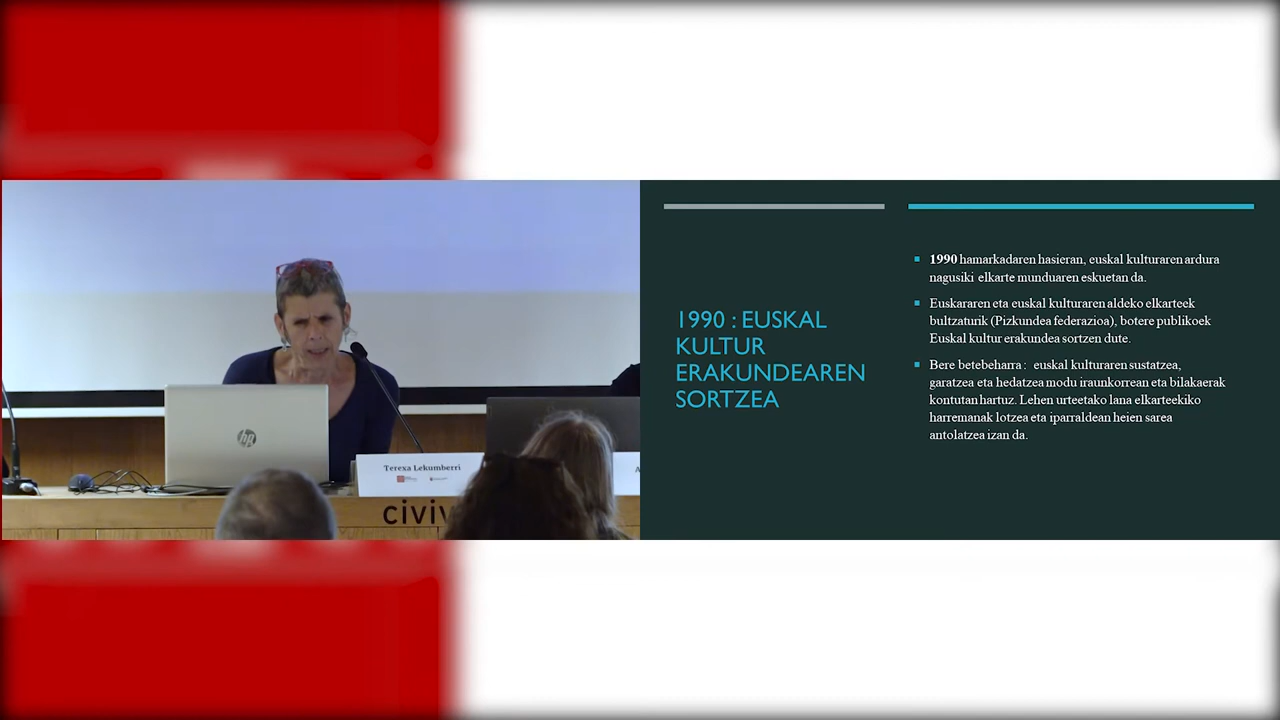 hp
Terexa Lekumberri
A
civiv
1990 : EUSKAL
KULTUR
ERAKUNDEAREN
SORTZEA
1990 hamarkadaren hasieran, euskal kulturaren ardura
nagusiki elkarte munduaren eskuetan da.
Euskararen eta euskal kulturaren aldeko elkarteek
bultzaturik (Pizkundea federazioa), botere publikoek
Euskal kultur erakundea sortzen dute.
Bere betebeharra : euskal kulturaren sustatzea,
garatzea eta hedatzea modu iraunkorrean eta bilakaerak
kontutan hartuz. Lehen urteetako lana elkarteekiko
harremanak lotzea eta iparraldean heien sarea
antolatzea izan da.